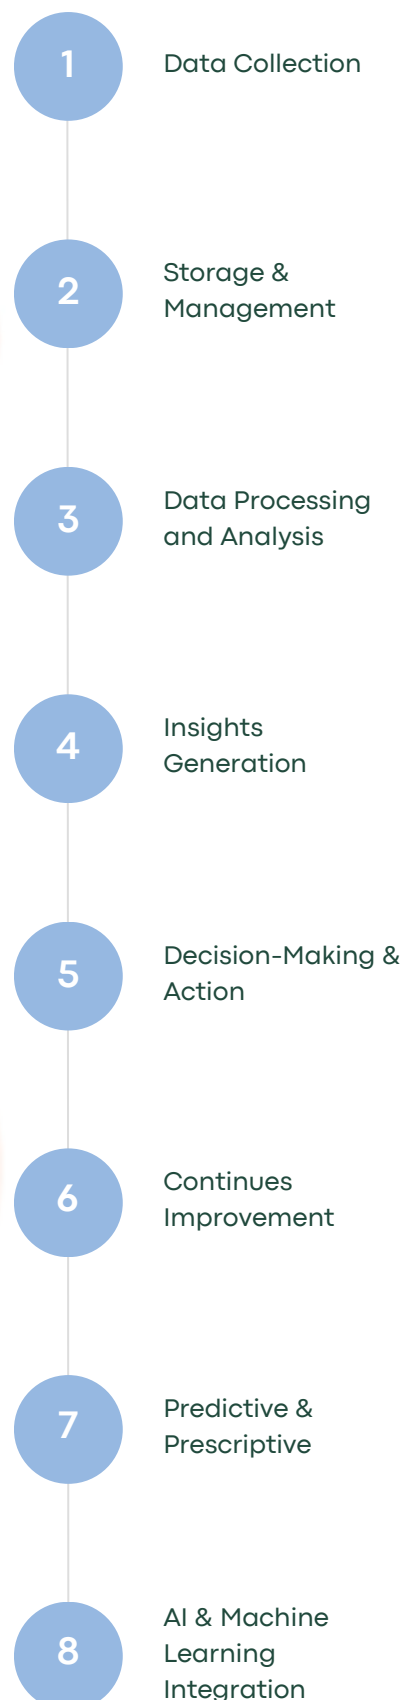 1
Data Collection
2
Storage &
Management
3
Data Processing
and Analysis
4
Insights
Generation
5
Decision-Making &
Action
6
Continues
Improvement
7
Predictive &
Prescriptive
8
AI & Machine
Learning
Integration